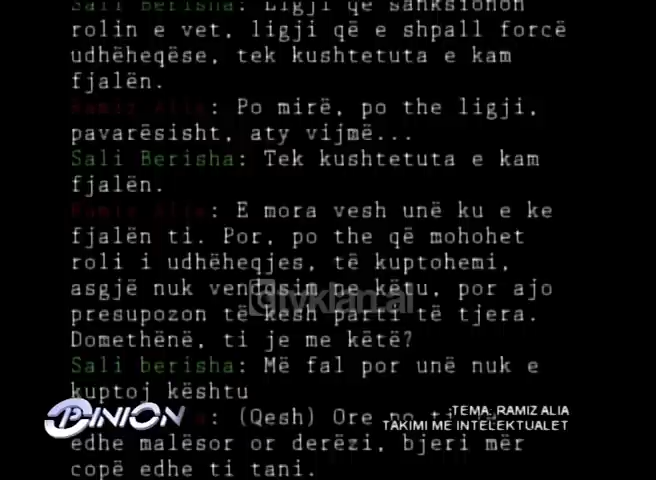 Sali Berisha: Ligji që sanksionon
rolin e vet, ligji që e shpall forcë
udhëheqëse, tek kushtetuta e kam
fjalën.
Ramiz Alia: Po mirë, po the ligji,
pavarësisht, aty vijmë...
Sali Berisha: Tek kushtetuta e kam
fjalën.
Ramiz Alia: E mora vesh unë ku e ke
fjalën ti. Por, po the që mohohet
roli i udhëheqjes, të kuptohemi,
asgjë nuk vendosim pe këtu, por ajo
presupozon të kesh parti të tjera.
Domethënë, ti je me këtë?
Sali berisha: Më fal por unë nuk e
kuptoj kështu
: (Qesh) Ore po ti
edhe malësor or derëzi, bjeri mër
copë edhe ti tani.
tvklan.al
OPINION
TEMA: RAMIZ ALIA
TAKIMI ME INTELEKTUALET